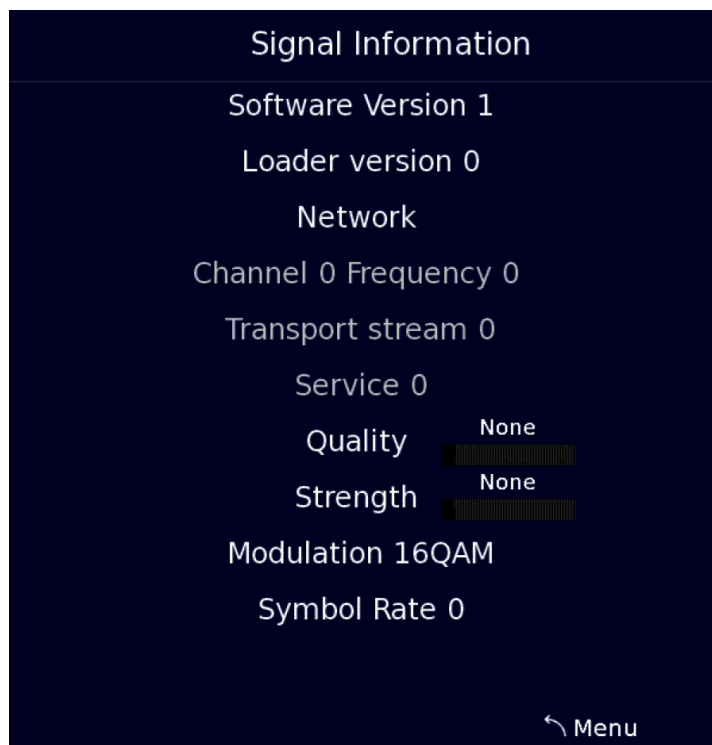 Signal Information
Software Version 1
Loader version 0
Network
Channel 0 Frequency 0
Transport stream 0
Service 0
Quality None
Strength None
Modulation 16QAM
Symbol Rate 0
Menu